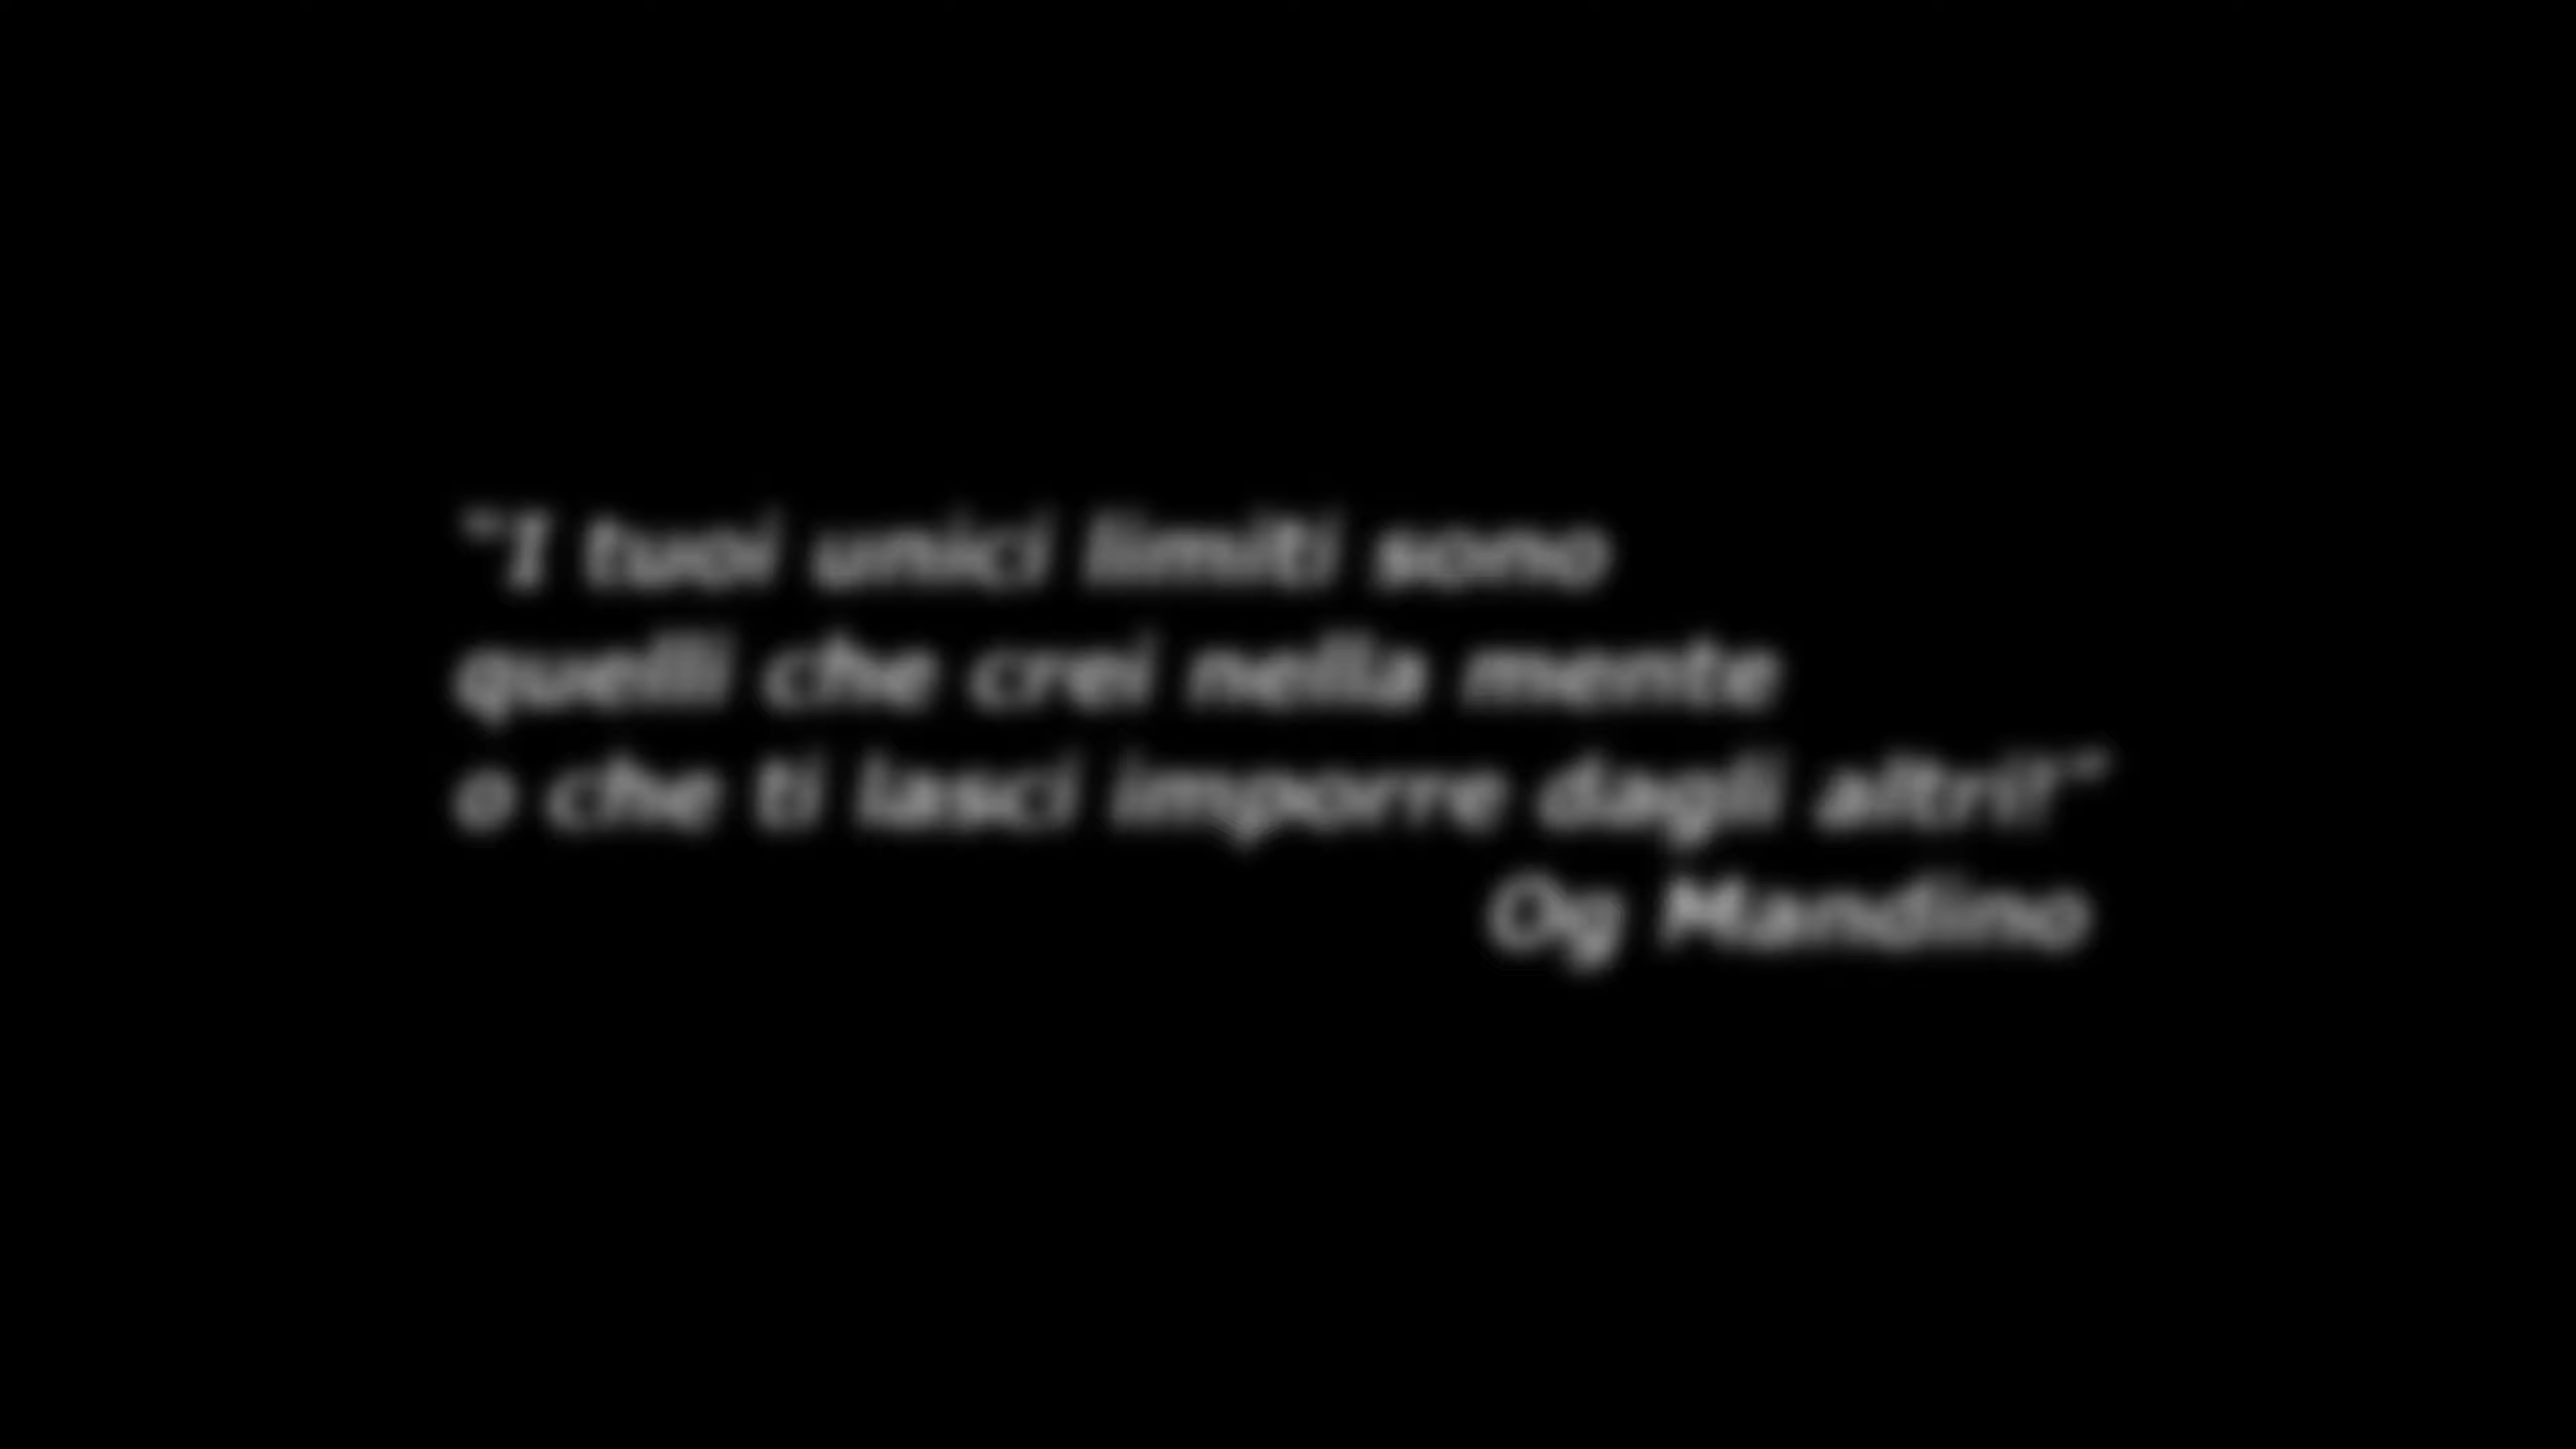 "I tuoi unici limiti sono
quelli che crei nella mente
o che ti lasci imporre dagli altri!"
Og Mandino